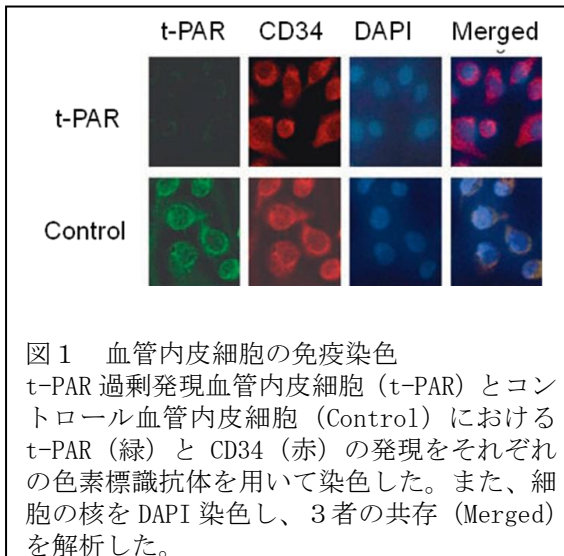 t-PAR CD34 DAPI Merged
t-PAR
Control
図1 血管内皮細胞の免疫染色
t-PAR 過剰発現血管内皮細胞（t-PAR）とコン
トロール血管内皮細胞（Control）における
t-PAR（緑）と CD34（赤）の発現をそれぞれ
の色素標識抗体を用いて染色した。また、細
胞の核を DAPI 染色し、３者の共存（Merged）
を解析した。